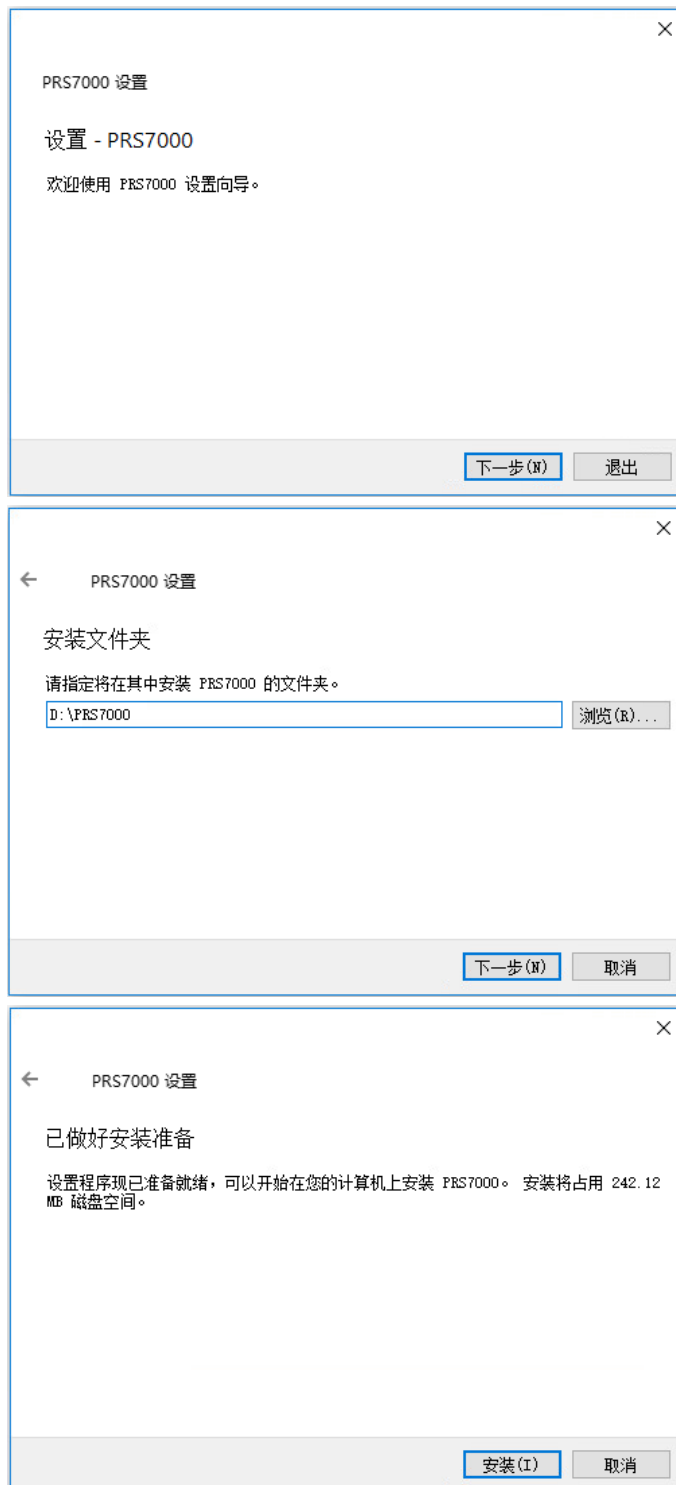 PRS7000 设置
设置 - PRS7000
欢迎使用 PRS7000 设置向导。
下一步(N)
退出
PRS7000 设置
安装文件夹
请指定将在其中安装 PRS7000 的文件夹。
D:\PRS7000
浏览(R)...
下一步(N)
取消
PRS7000 设置
已做好安装准备
设置程序现已准备就绪，可以开始在您的计算机上安装 PRS7000。 安装将占用 242.12
MB 磁盘空间。
安装(I)
取消